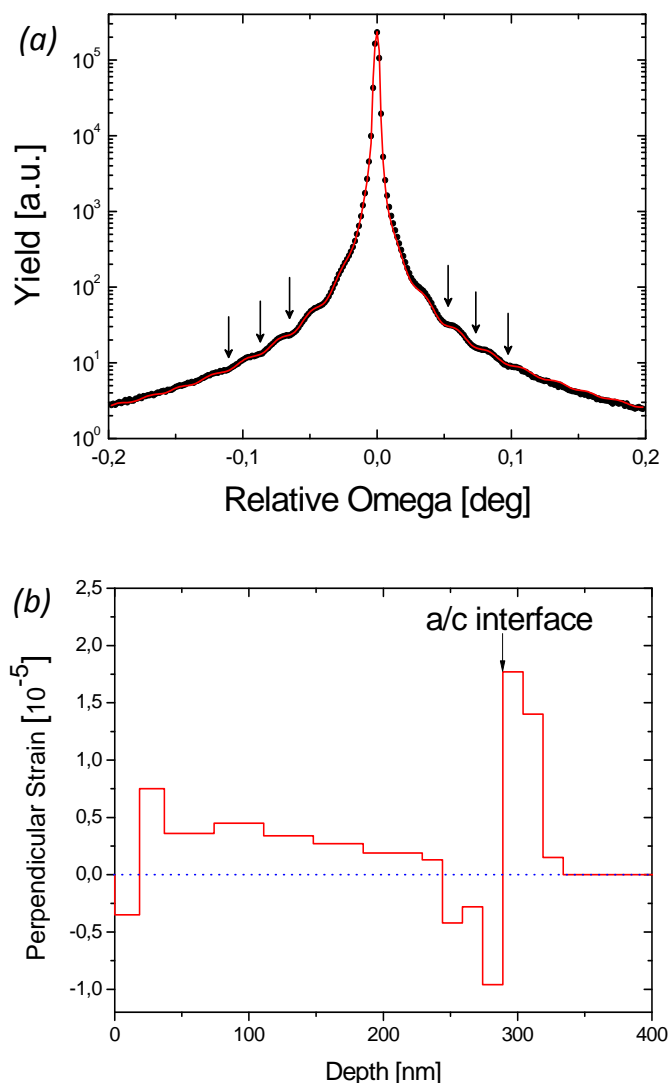 (a)
Yield [a.u.]
10^5
10^4
10^3
10^2
10^1
10^0
-0,2 -0,1 0,0 0,1 0,2
Relative Omega [deg]
(b)
a/c interface
Perpendicular Strain [10^-5]
2,5
2,0
1,5
1,0
0,5
0,0
-0,5
-1,0
0 100 200 300 400
Depth [nm]